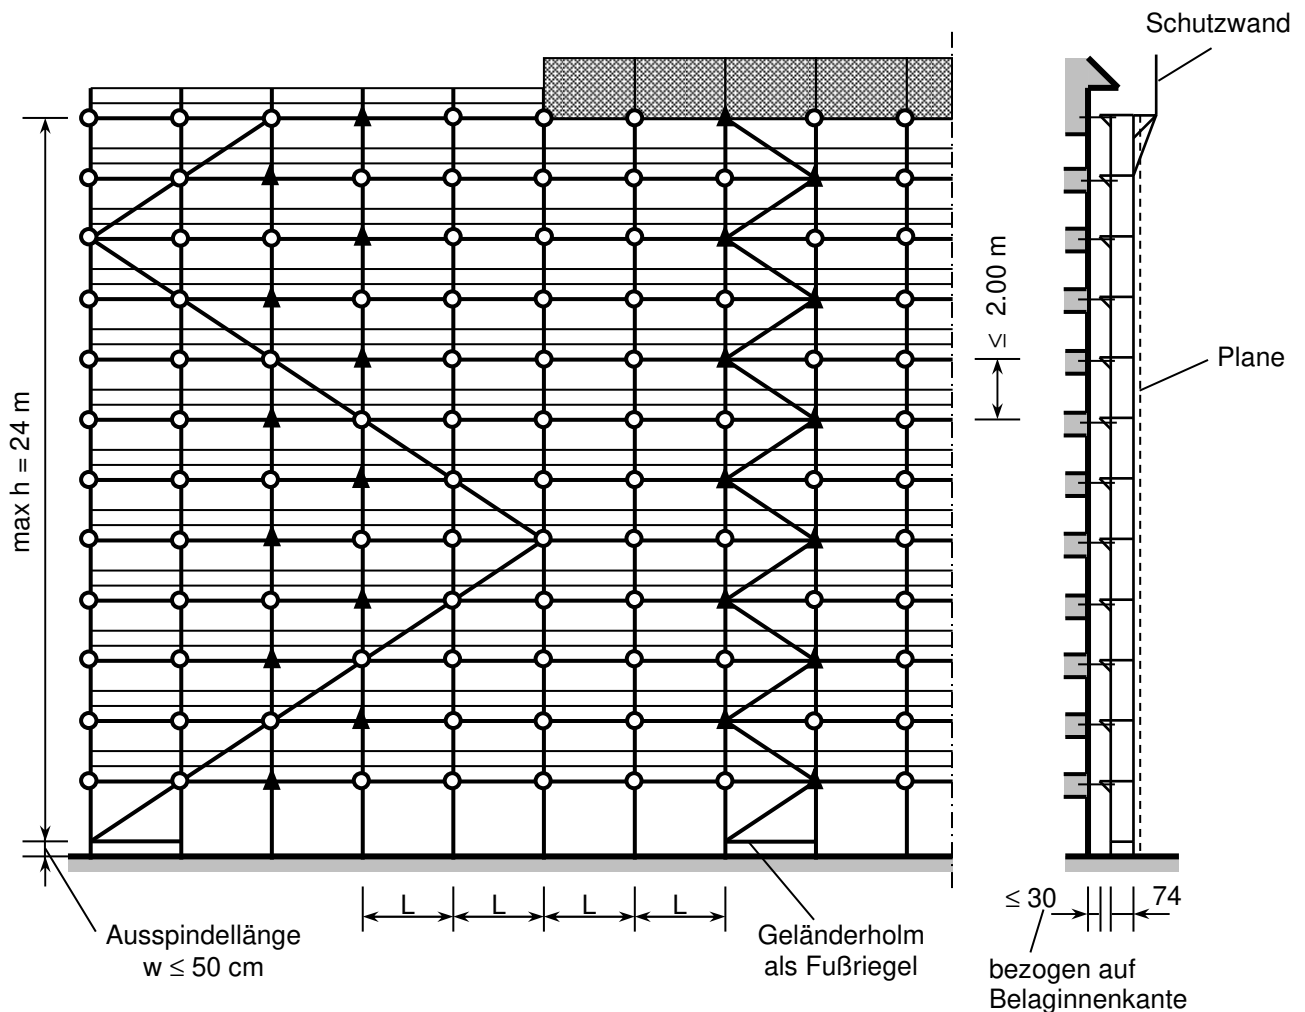 Schutzwand
≤ 2.00 m
Plane
max h = 24 m
L
L
L
L
≤ 30
74
Ausspindellänge
w ≤ 50 cm
Geländerholm
als Fußriegel
bezogen auf
Belaginnenkante